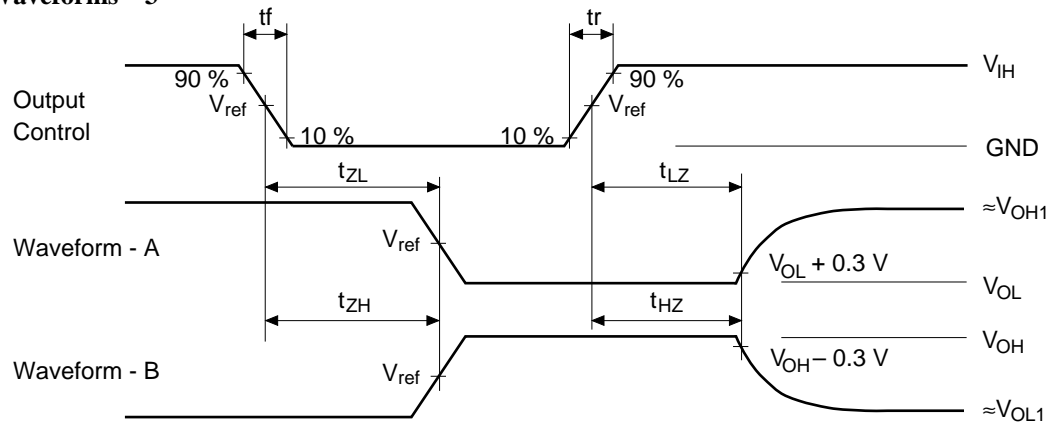 Waveforms – 3
tf
tr
90 %
90 %
V_IH
Output
Control
V_ref
V_ref
10 %
10 %
GND
t_ZL
t_LZ
≈V_OH1
Waveform - A
V_ref
V_OL + 0.3 V
V_OL
t_ZH
t_HZ
V_OH
V_OH – 0.3 V
Waveform - B
V_ref
≈V_OL1